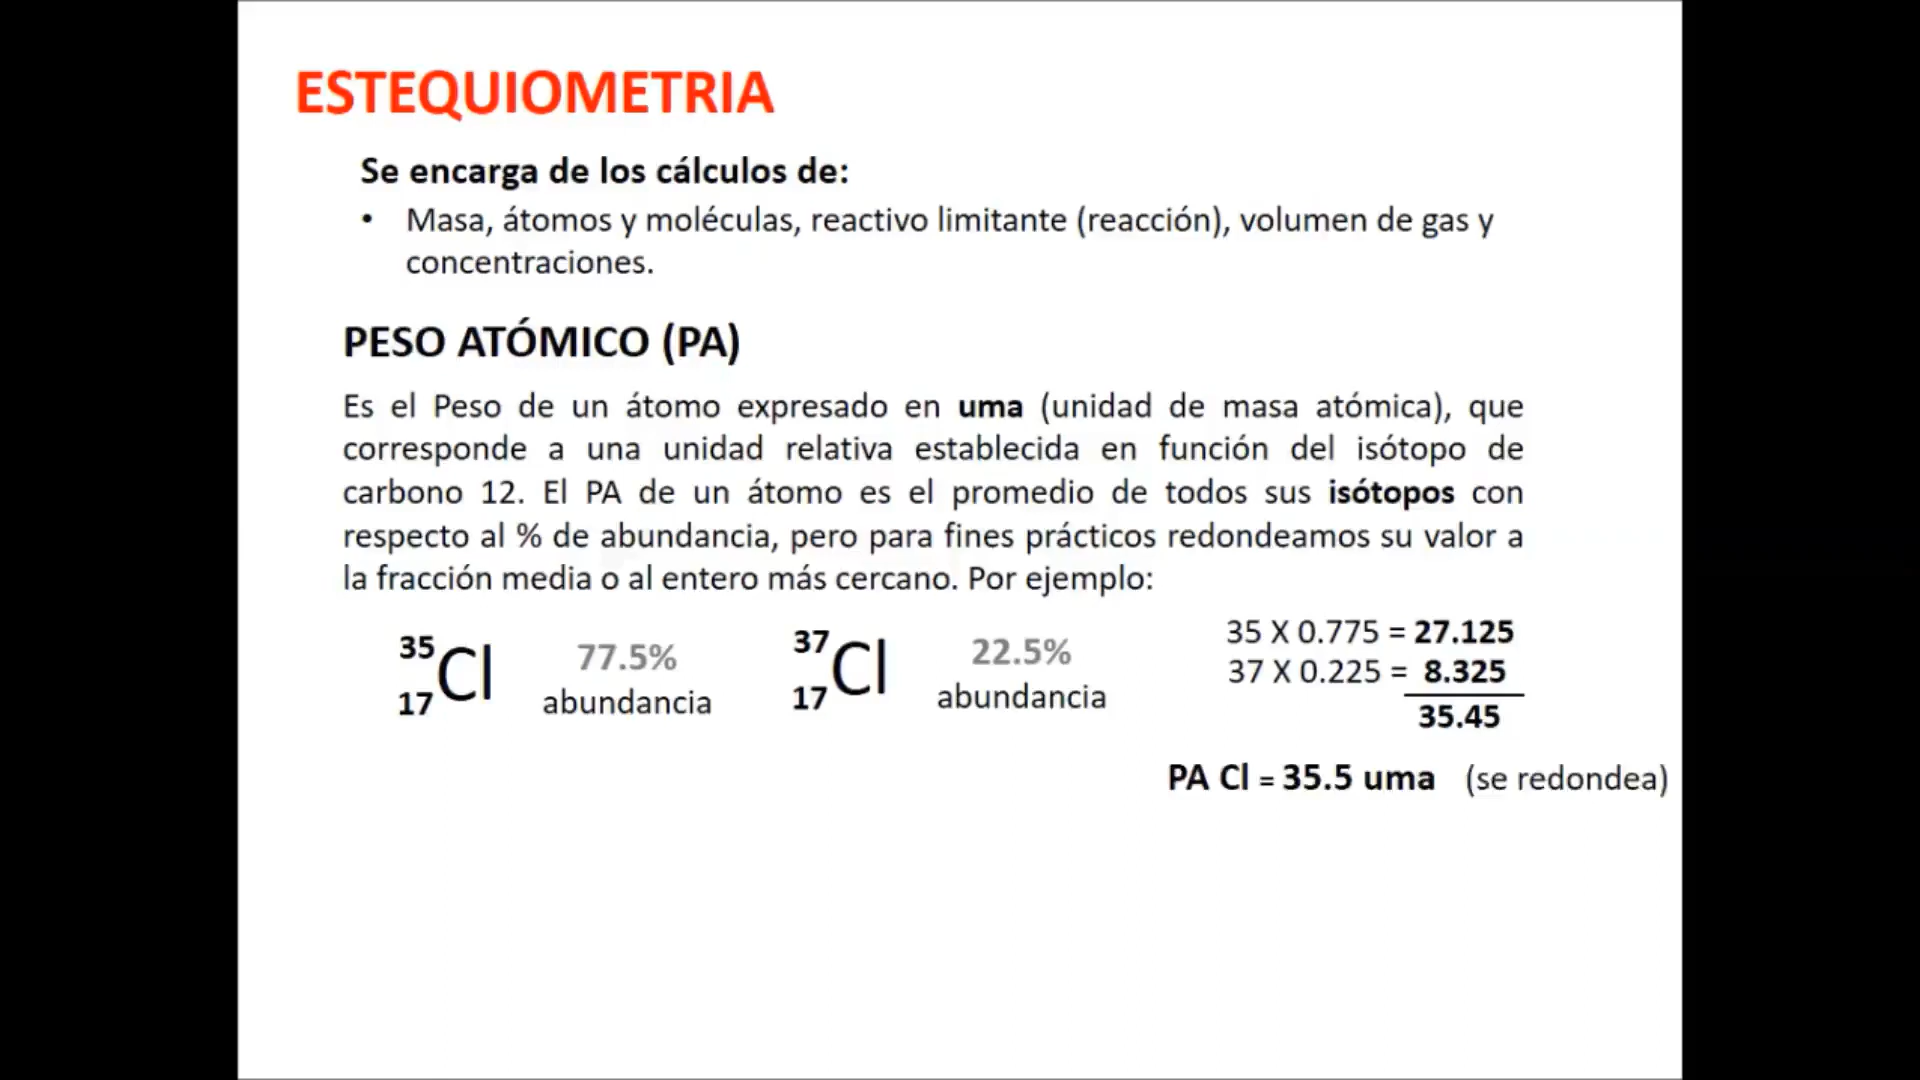 ESTEQUIOMETRIA
Se encarga de los cálculos de:
• Masa, átomos y moléculas, reactivo limitante (reacción), volumen de gas y
concentraciones.
PESO ATÓMICO (PA)
Es el Peso de un átomo expresado en uma (unidad de masa atómica), que
corresponde a una unidad relativa establecida en función del isótopo de
carbono 12. El PA de un átomo es el promedio de todos sus isótopos con
respecto al % de abundancia, pero para fines prácticos redondeamos su valor a
la fracción media o al entero más cercano. Por ejemplo:
35
17 Cl
77.5%
abundancia
37
17 Cl
22.5%
abundancia
35 X 0.775 = 27.125
37 X 0.225 = 8.325
35.45
PA Cl = 35.5 uma (se redondea)